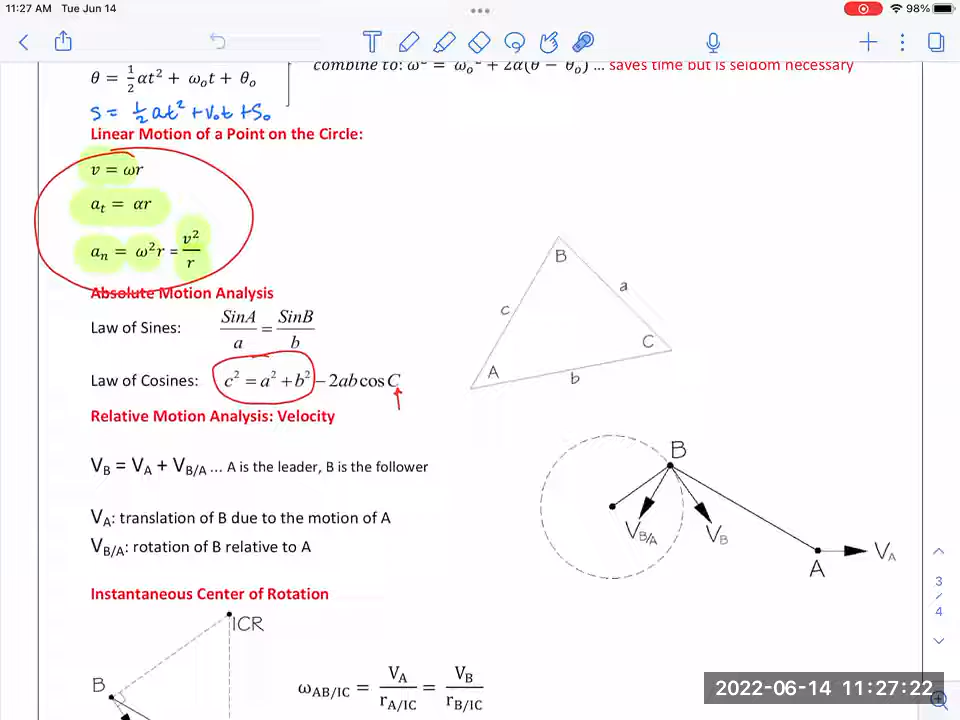 11:27 AM Tue Jun 14
98%
θ = 1/2 αt² + ω₀t + θ₀
combine to: ω² = ω₀² + 2α(θ − θ₀) ... saves time but is seldom necessary
S = 1/2 at² + V₀t + S₀
Linear Motion of a Point on the Circle:
v = ωr
aₜ = αr
aₙ = ω²r = v²/r
Absolute Motion Analysis
Law of Sines: SinA/a = SinB/b
Law of Cosines: c² = a² + b² − 2ab cos C
B
a
c
C
A
b
Relative Motion Analysis: Velocity
V_B = V_A + V_B/A ... A is the leader, B is the follower
V_A: translation of B due to the motion of A
V_B/A: rotation of B relative to A
B
V_B/A
V_B
A
V_A
3
/
4
Instantaneous Center of Rotation
ICR
B
ω_AB/IC = V_A/r_A/IC = V_B/r_B/IC
2022-06-14 11:27:22